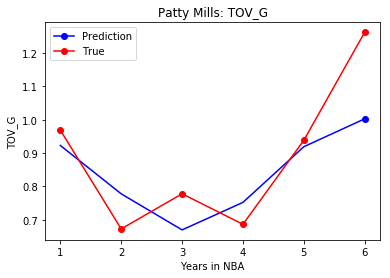 Patty Mills: TOV_G
Prediction
True
TOV_G
1.2
1.1
1.0
0.9
0.8
0.7
1 2 3 4 5 6
Years in NBA